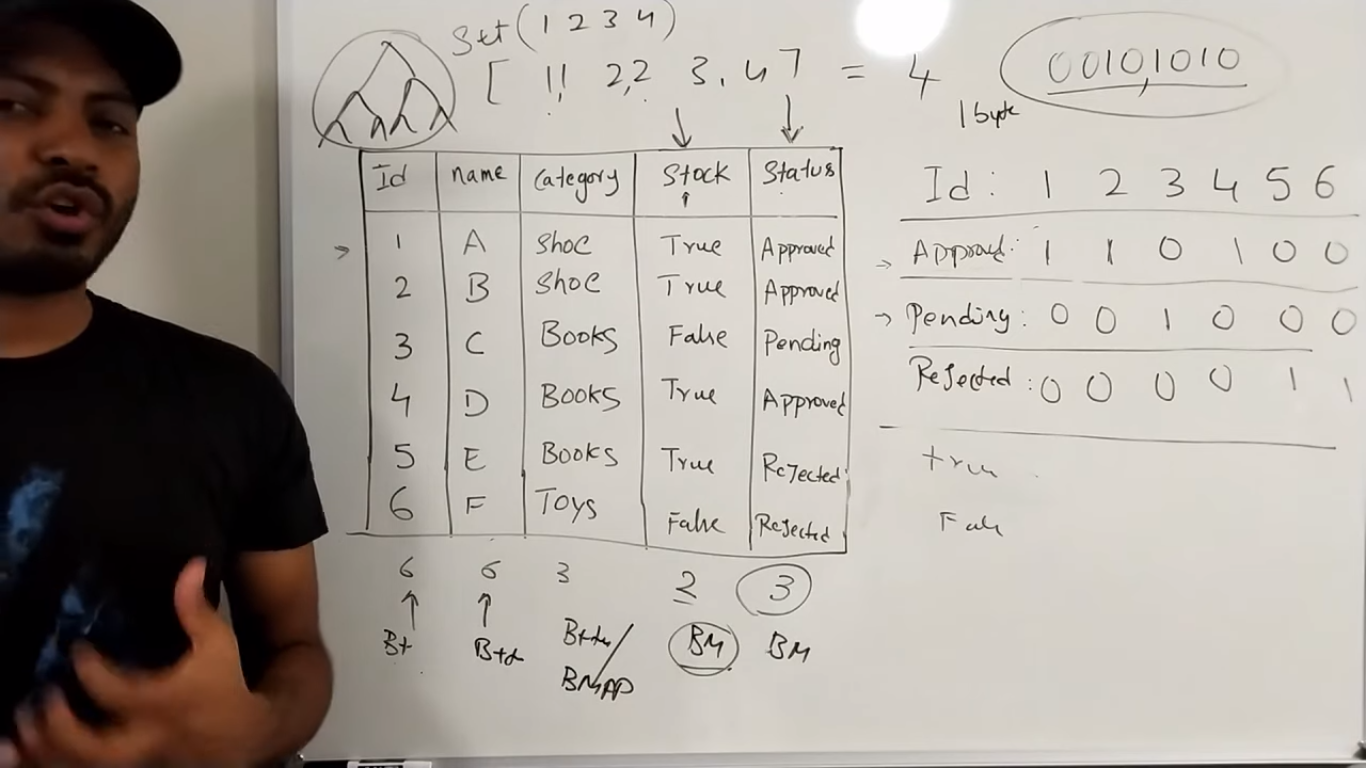 Set(1 2 3 4)
[ 1, 1 2, 2 3, 4 ] = 4
00101010
1 byte
Id name Category Stock Status
1 A Shoe True Approved
2 B Shoe True Approved
3 C Books False Pending
4 D Books True Approved
5 E Books True Rejected
6 F Toys False Rejected
6 6 3 2 3
BM BM
Id: 1 2 3 4 5 6
Approved: 1 1 0 1 0 0
Pending: 0 0 1 0 0 0
Rejected: 0 0 0 0 1 1